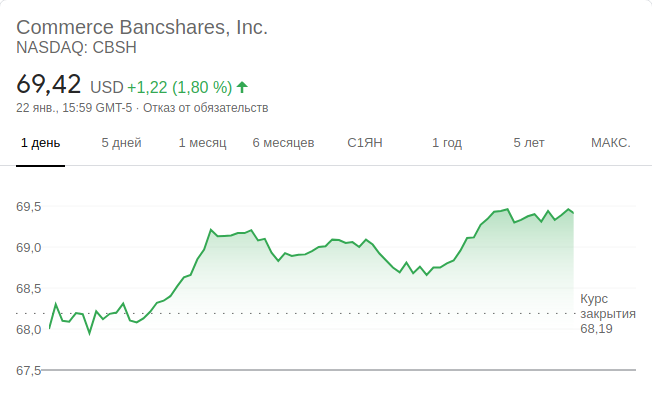 Commerce Bancshares, Inc.
NASDAQ: CBSH
69,42 USD +1,22 (1,80 %)
22 янв., 15:59 GMT-5 · Отказ от обязательств
1 день 5 дней 1 месяц 6 месяцев С1ЯН 1 год 5 лет МАКС.
69,5
69,0
68,5
68,0
67,5
Курс
закрытия
68,19